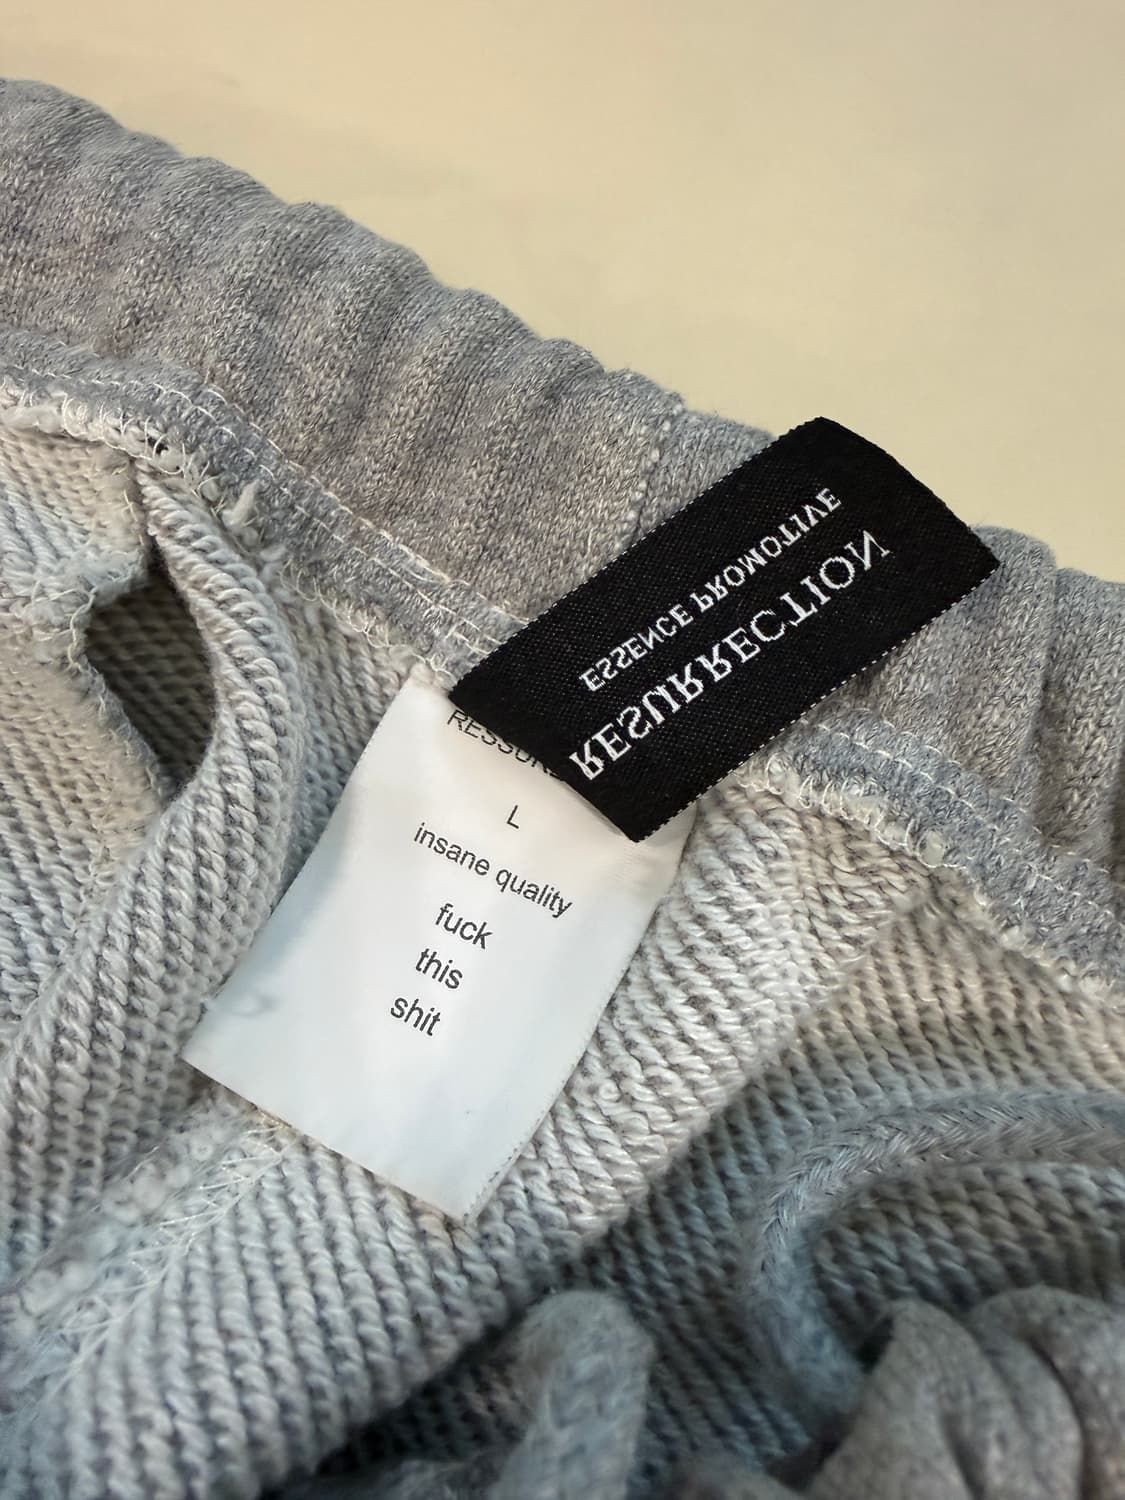 RESURRECTION
ESSENCE PROMOTIVE
L
insane quality
fuck
this
shit